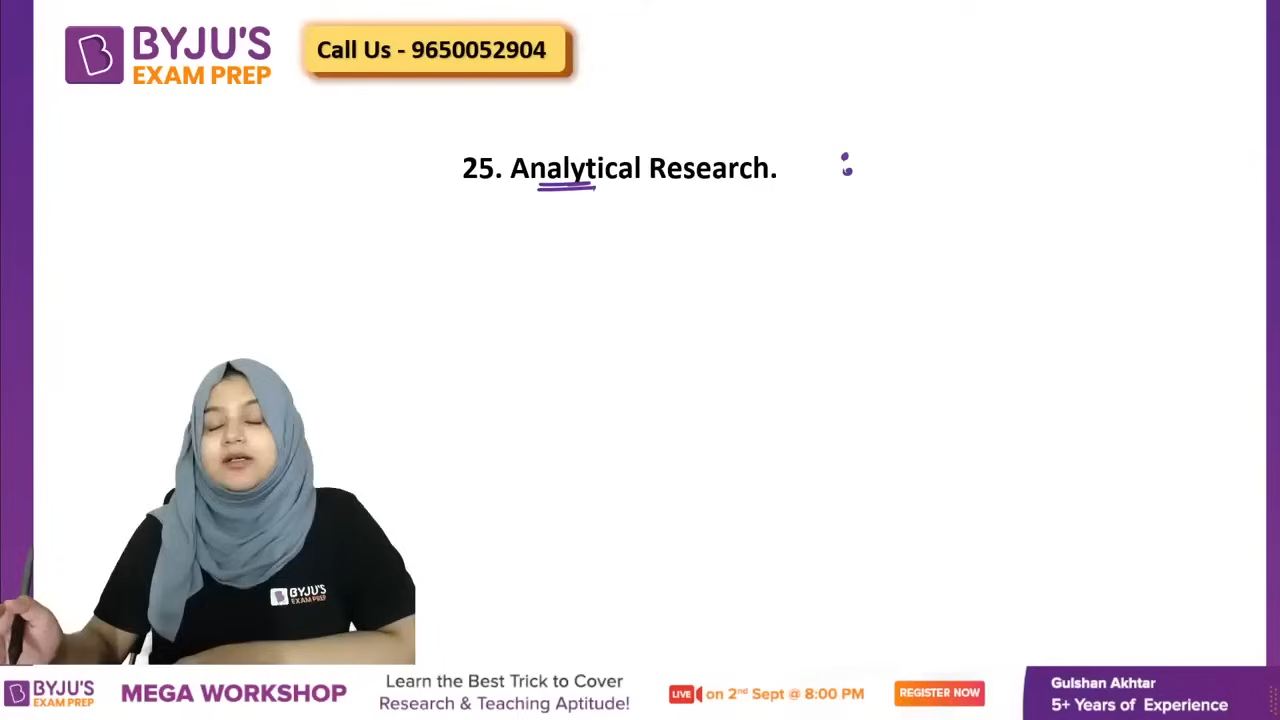 BYJU'S
EXAM PREP
Call Us - 9650052904
25. Analytical Research.
:
BYJU'S
EXAM PREP
BYJU'S
EXAM PREP
MEGA WORKSHOP
Learn the Best Trick to Cover
Research & Teaching Aptitude!
LIVE on 2nd Sept @ 8:00 PM
REGISTER NOW
Gulshan Akhtar
5+ Years of Experience